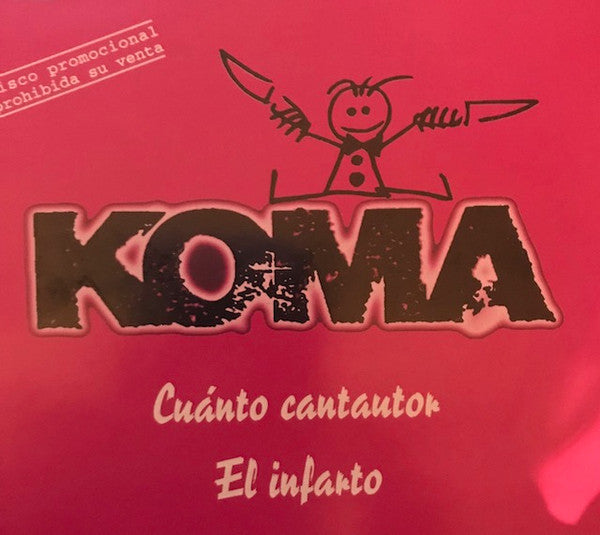 isco promocional
prohibida su venta
KOMA
Cuánto cantautor
El infarto